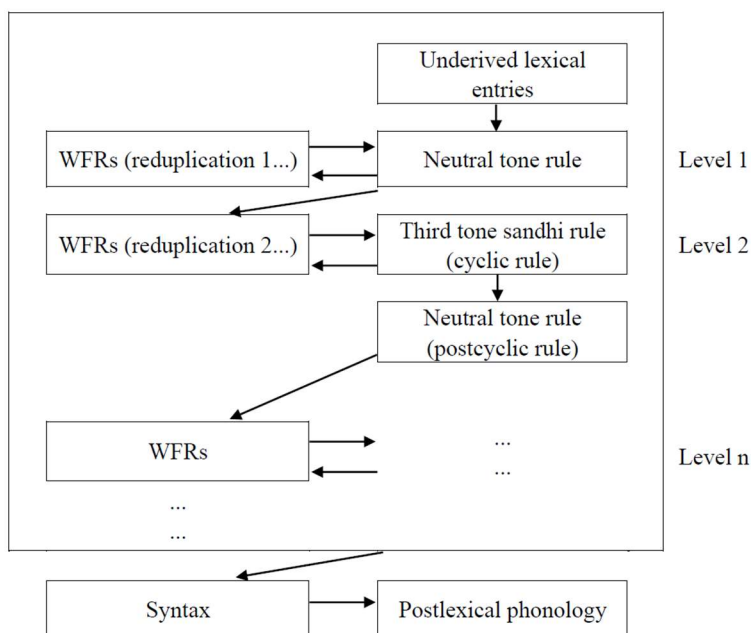 Underived lexical
entries
WFRs (reduplication 1...)
Neutral tone rule
Level 1
WFRs (reduplication 2...)
Third tone sandhi rule
(cyclic rule)
Level 2
Neutral tone rule
(postcyclic rule)
WFRs
...
...
Level n
...
...
Syntax
Postlexical phonology